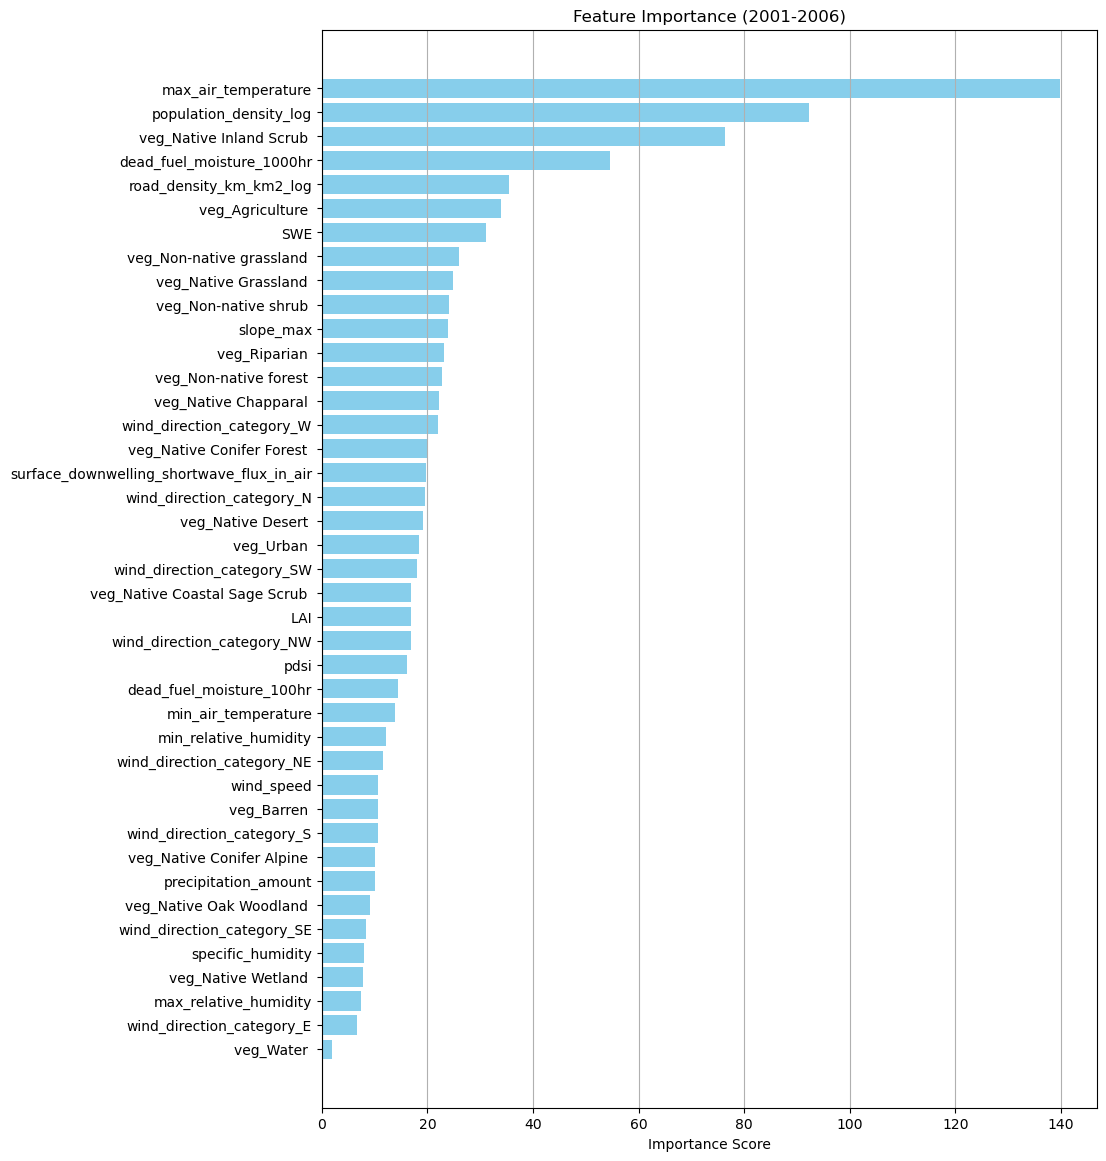 Feature Importance (2001-2006)
max_air_temperature
population_density_log
veg_Native Inland Scrub
dead_fuel_moisture_1000hr
road_density_km_km2_log
veg_Agriculture
SWE
veg_Non-native grassland
veg_Native Grassland
veg_Non-native shrub
slope_max
veg_Riparian
veg_Non-native forest
veg_Native Chapparal
wind_direction_category_W
veg_Native Conifer Forest
surface_downwelling_shortwave_flux_in_air
wind_direction_category_N
veg_Native Desert
veg_Urban
wind_direction_category_SW
veg_Native Coastal Sage Scrub
LAI
wind_direction_category_NW
pdsi
dead_fuel_moisture_100hr
min_air_temperature
min_relative_humidity
wind_direction_category_NE
wind_speed
veg_Barren
wind_direction_category_S
veg_Native Conifer Alpine
precipitation_amount
veg_Native Oak Woodland
wind_direction_category_SE
specific_humidity
veg_Native Wetland
max_relative_humidity
wind_direction_category_E
veg_Water
0 20 40 60 80 100 120 140
Importance Score